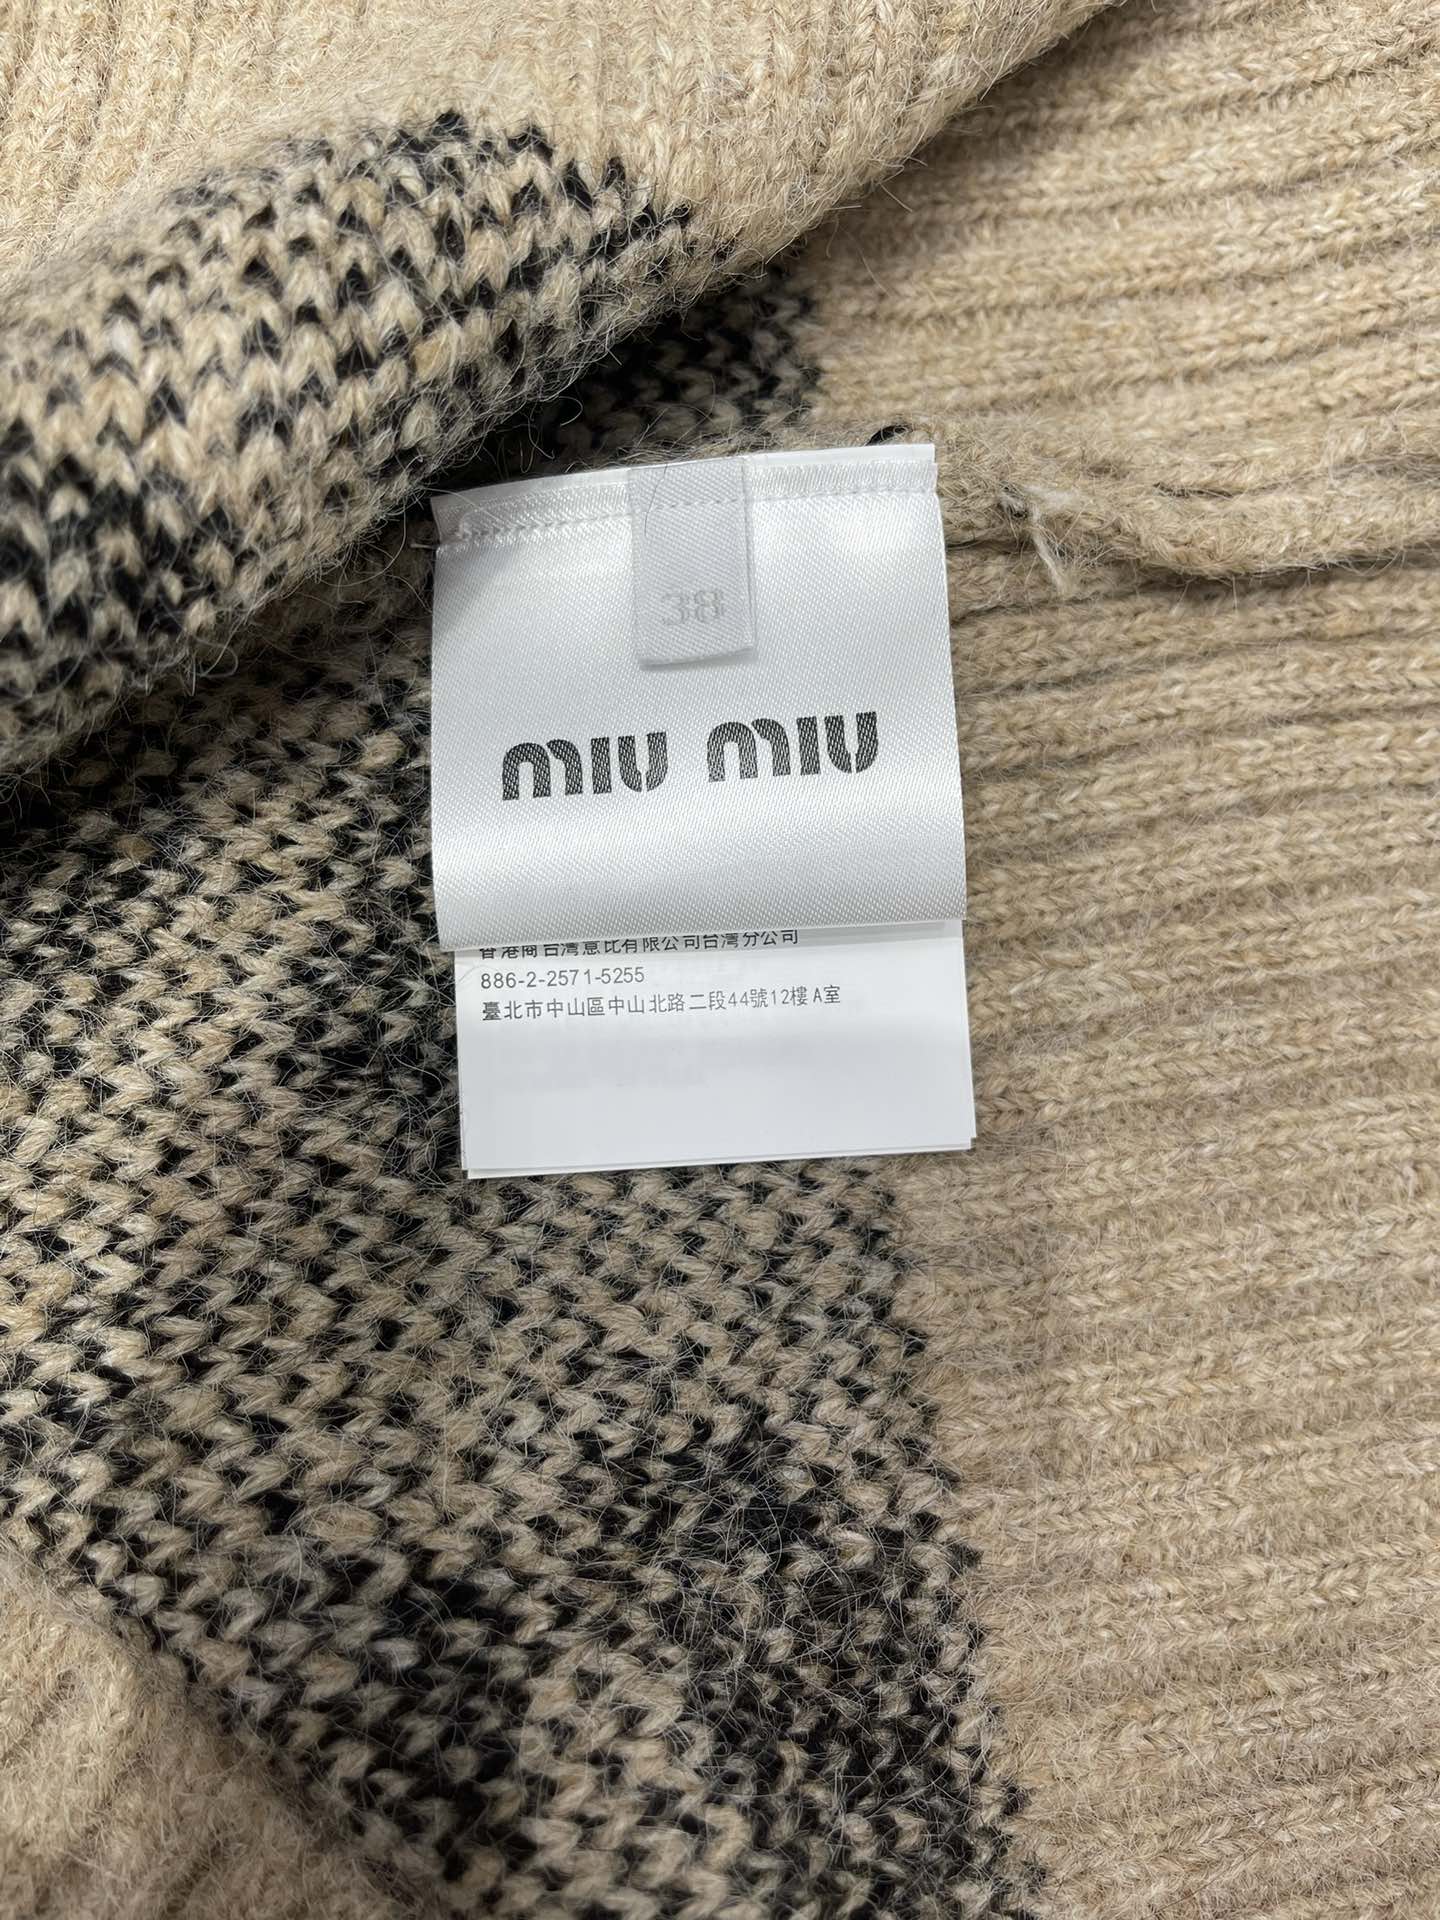 38
miu miu
香港商台灣意比有限公司台灣分公司
886-2-2571-5255
臺北市中山區中山北路二段44號12樓A室